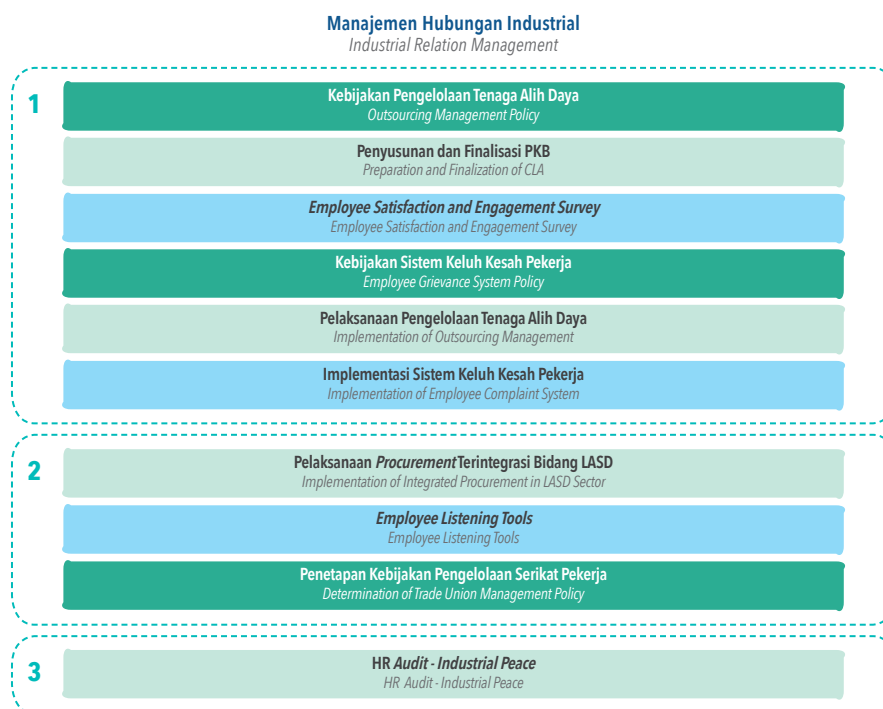 Manajemen Hubungan Industrial
Industrial Relation Management
1
Kebijakan Pengelolaan Tenaga Alih Daya
Outsourcing Management Policy
Penyusunan dan Finalisasi PKB
Preparation and Finalization of CLA
Employee Satisfaction and Engagement Survey
Employee Satisfaction and Engagement Survey
Kebijakan Sistem Keluh Kesah Pekerja
Employee Grievance System Policy
Pelaksanaan Pengelolaan Tenaga Alih Daya
Implementation of Outsourcing Management
Implementasi Sistem Keluh Kesah Pekerja
Implementation of Employee Complaint System
2
Pelaksanaan Procurement Terintegrasi Bidang LASD
Implementation of Integrated Procurement in LASD Sector
Employee Listening Tools
Employee Listening Tools
Penetapan Kebijakan Pengelolaan Serikat Pekerja
Determination of Trade Union Management Policy
3
HR Audit - Industrial Peace
HR Audit - Industrial Peace